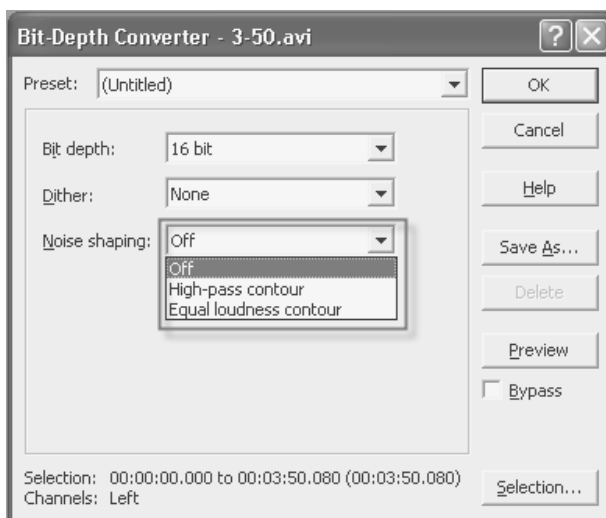 Bit-Depth Converter - 3-50.avi
Preset: (Untitled)
OK
Cancel
Help
Save As...
Delete
Preview
Bypass
Bit depth: 16 bit
Dither: None
Noise shaping: Off
Off
High-pass contour
Equal loudness contour
Selection: 00:00:00.000 to 00:03:50.080 (00:03:50.080)
Channels: Left
Selection...